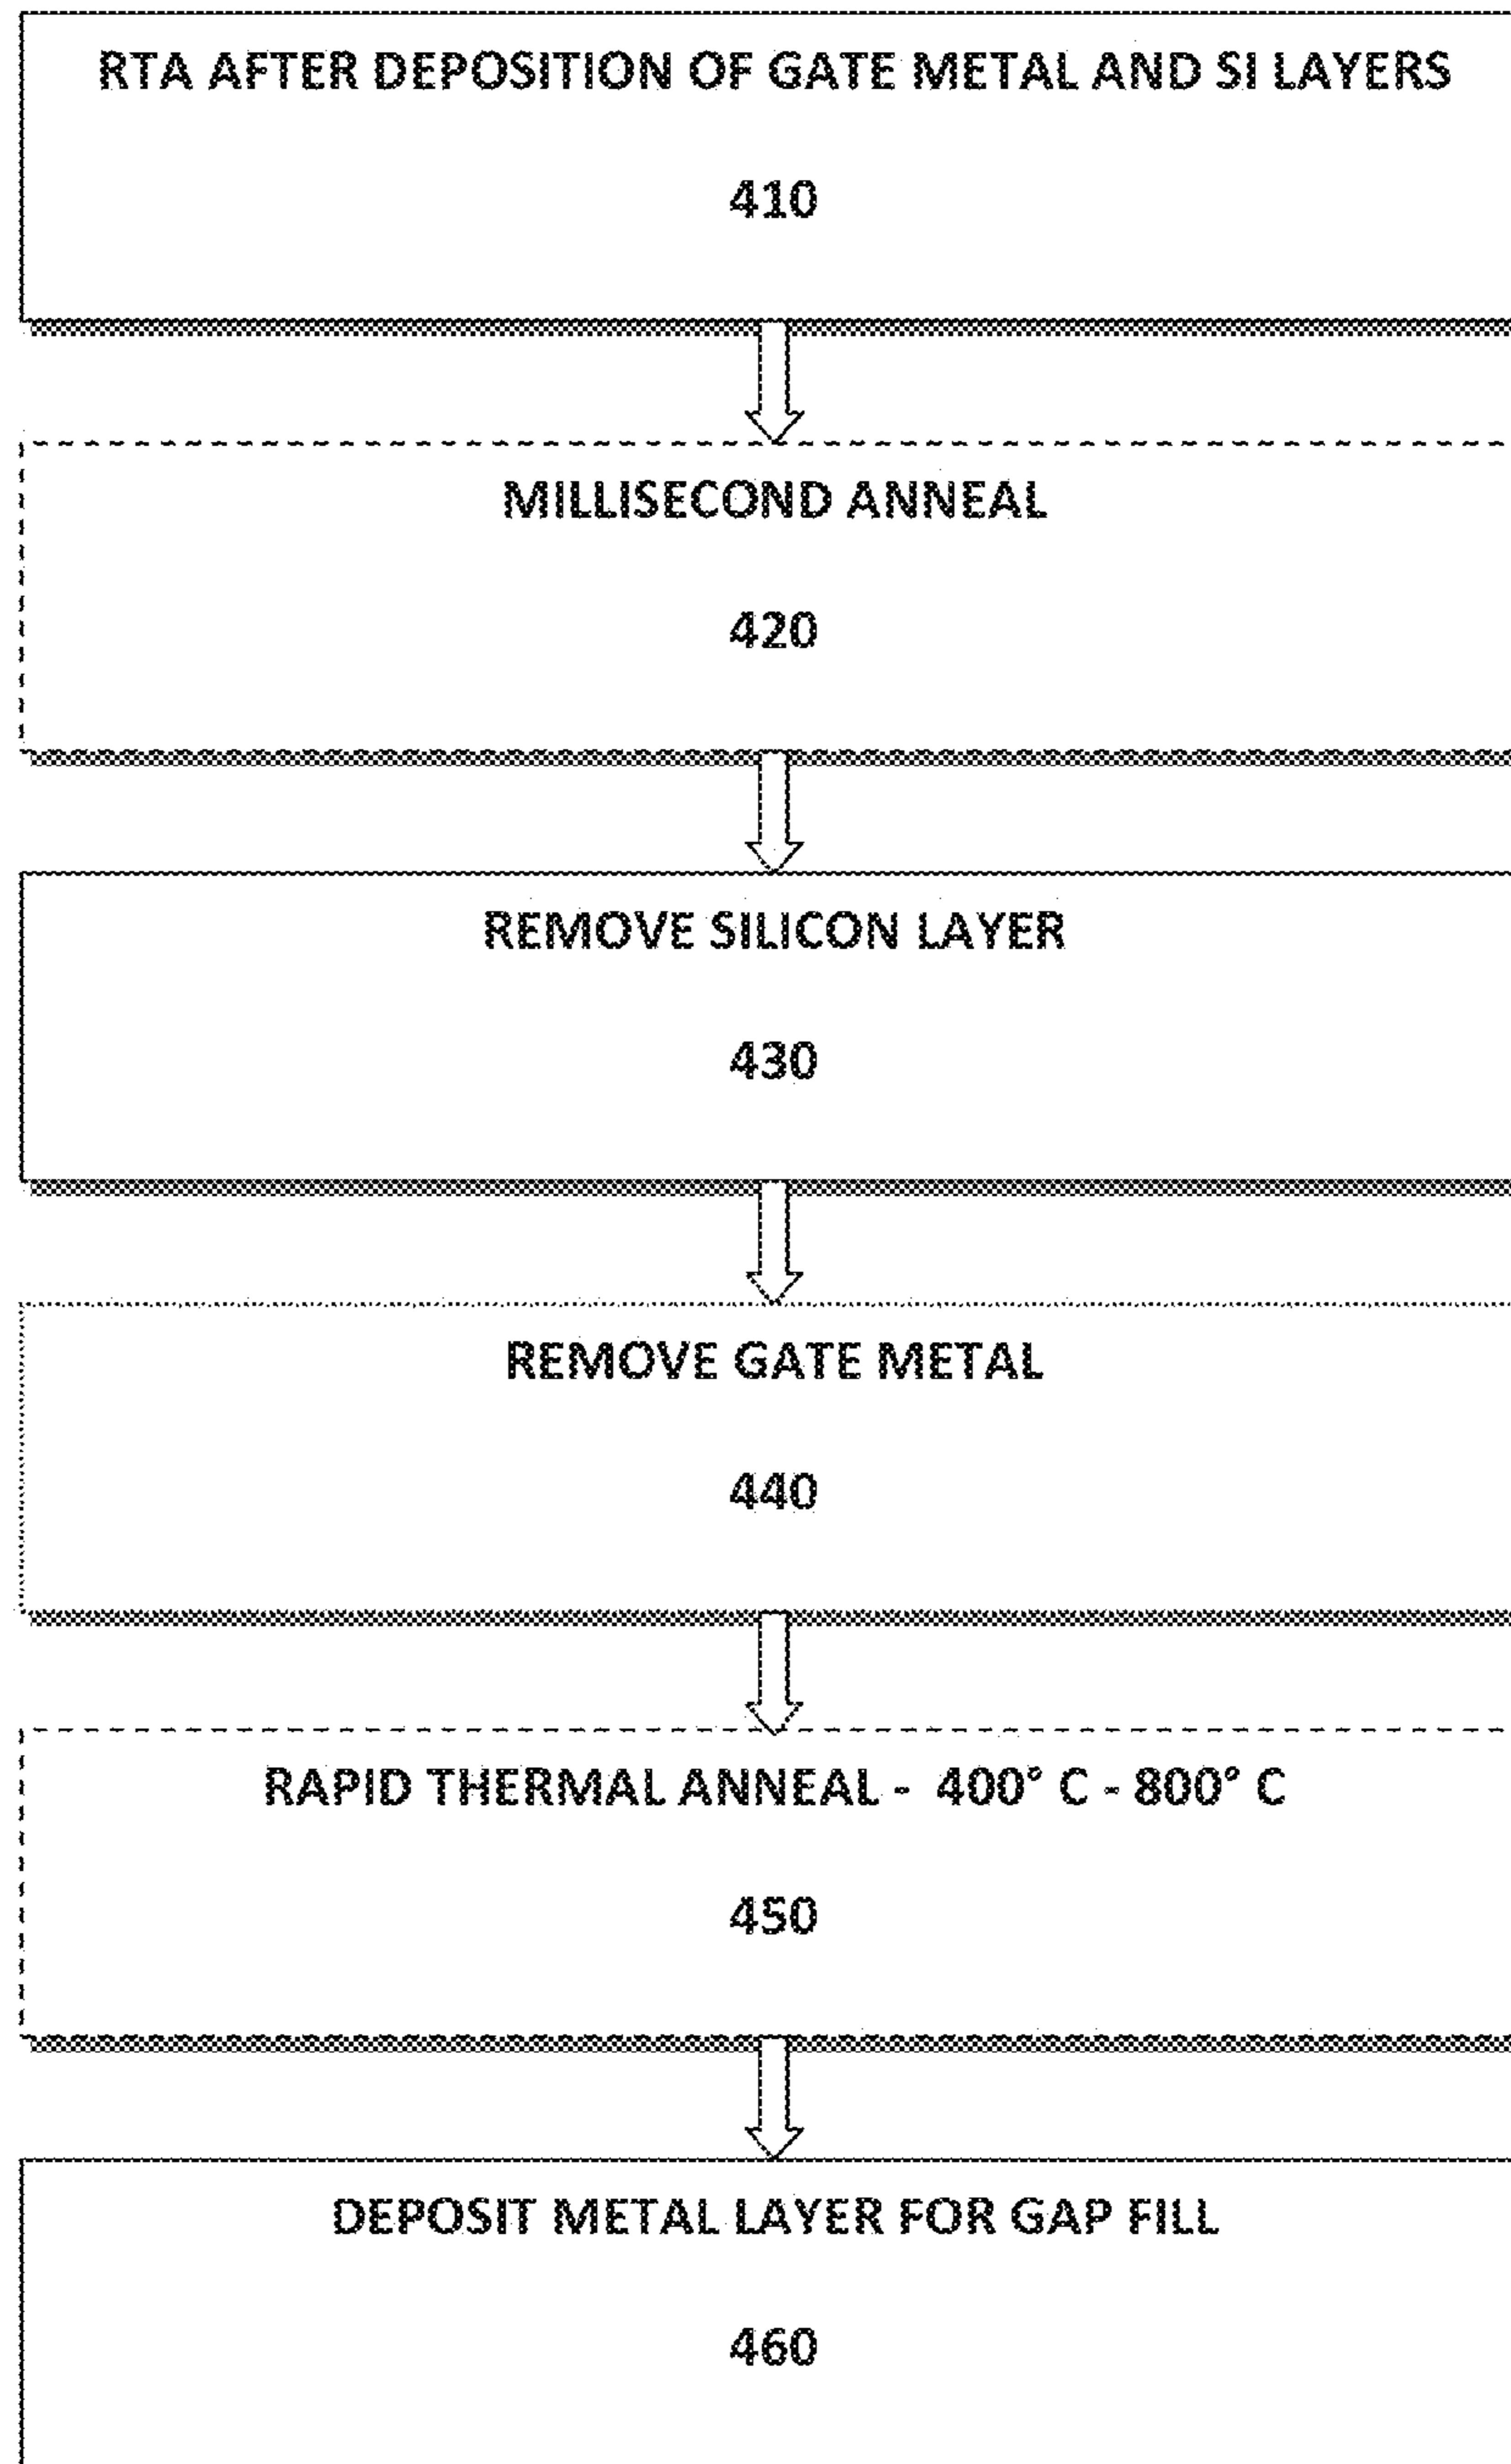 RTA AFTER DEPOSITION OF GATE METAL AND SI LAYERS
410
MILLISECOND ANNEAL
420
REMOVE SILICON LAYER
430
REMOVE GATE METAL
440
RAPID THERMAL ANNEAL - 400° C - 800° C
450
DEPOSIT METAL LAYER FOR GAP FILL
460